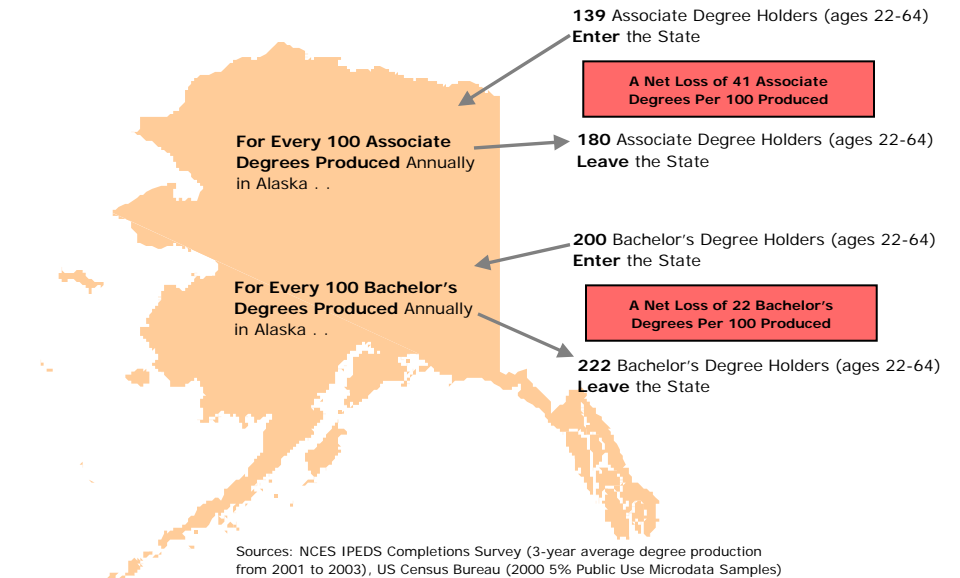 139 Associate Degree Holders (ages 22-64)
Enter the State
A Net Loss of 41 Associate
Degrees Per 100 Produced
For Every 100 Associate
Degrees Produced Annually
in Alaska . .
180 Associate Degree Holders (ages 22-64)
Leave the State
200 Bachelor's Degree Holders (ages 22-64)
Enter the State
For Every 100 Bachelor's
Degrees Produced Annually
in Alaska . .
A Net Loss of 22 Bachelor's
Degrees Per 100 Produced
222 Bachelor's Degree Holders (ages 22-64)
Leave the State
Sources: NCES IPEDS Completions Survey (3-year average degree production
from 2001 to 2003), US Census Bureau (2000 5% Public Use Microdata Samples)